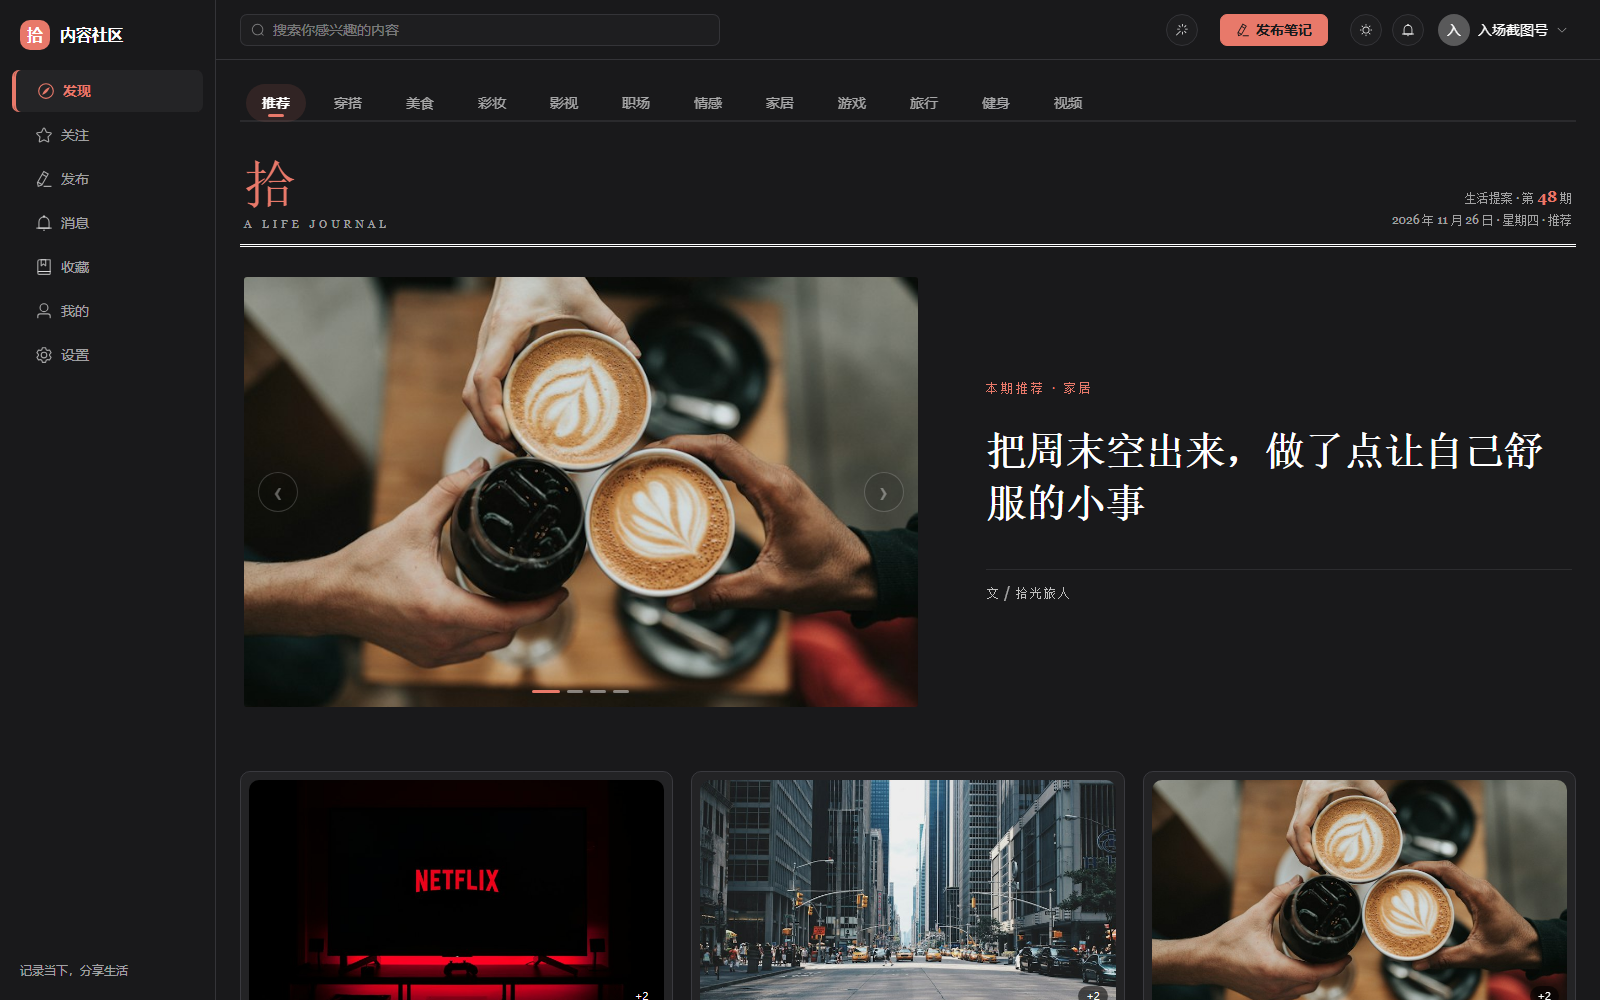 拾 内容社区
发现
关注
发布
消息
收藏
我的
设置
记录当下，分享生活
搜索你感兴趣的内容
发布笔记
入 入场截图号
推荐 穿搭 美食 彩妆 影视 职场 情感 家居 游戏 旅行 健身 视频
拾
A LIFE JOURNAL
生活提案 · 第 48 期
2026 年 11 月 26 日 · 星期四 · 推荐
本期推荐 · 家居
把周末空出来，做了点让自己舒
服的小事
文 / 拾光旅人
NETFLIX
+2
+2
+2